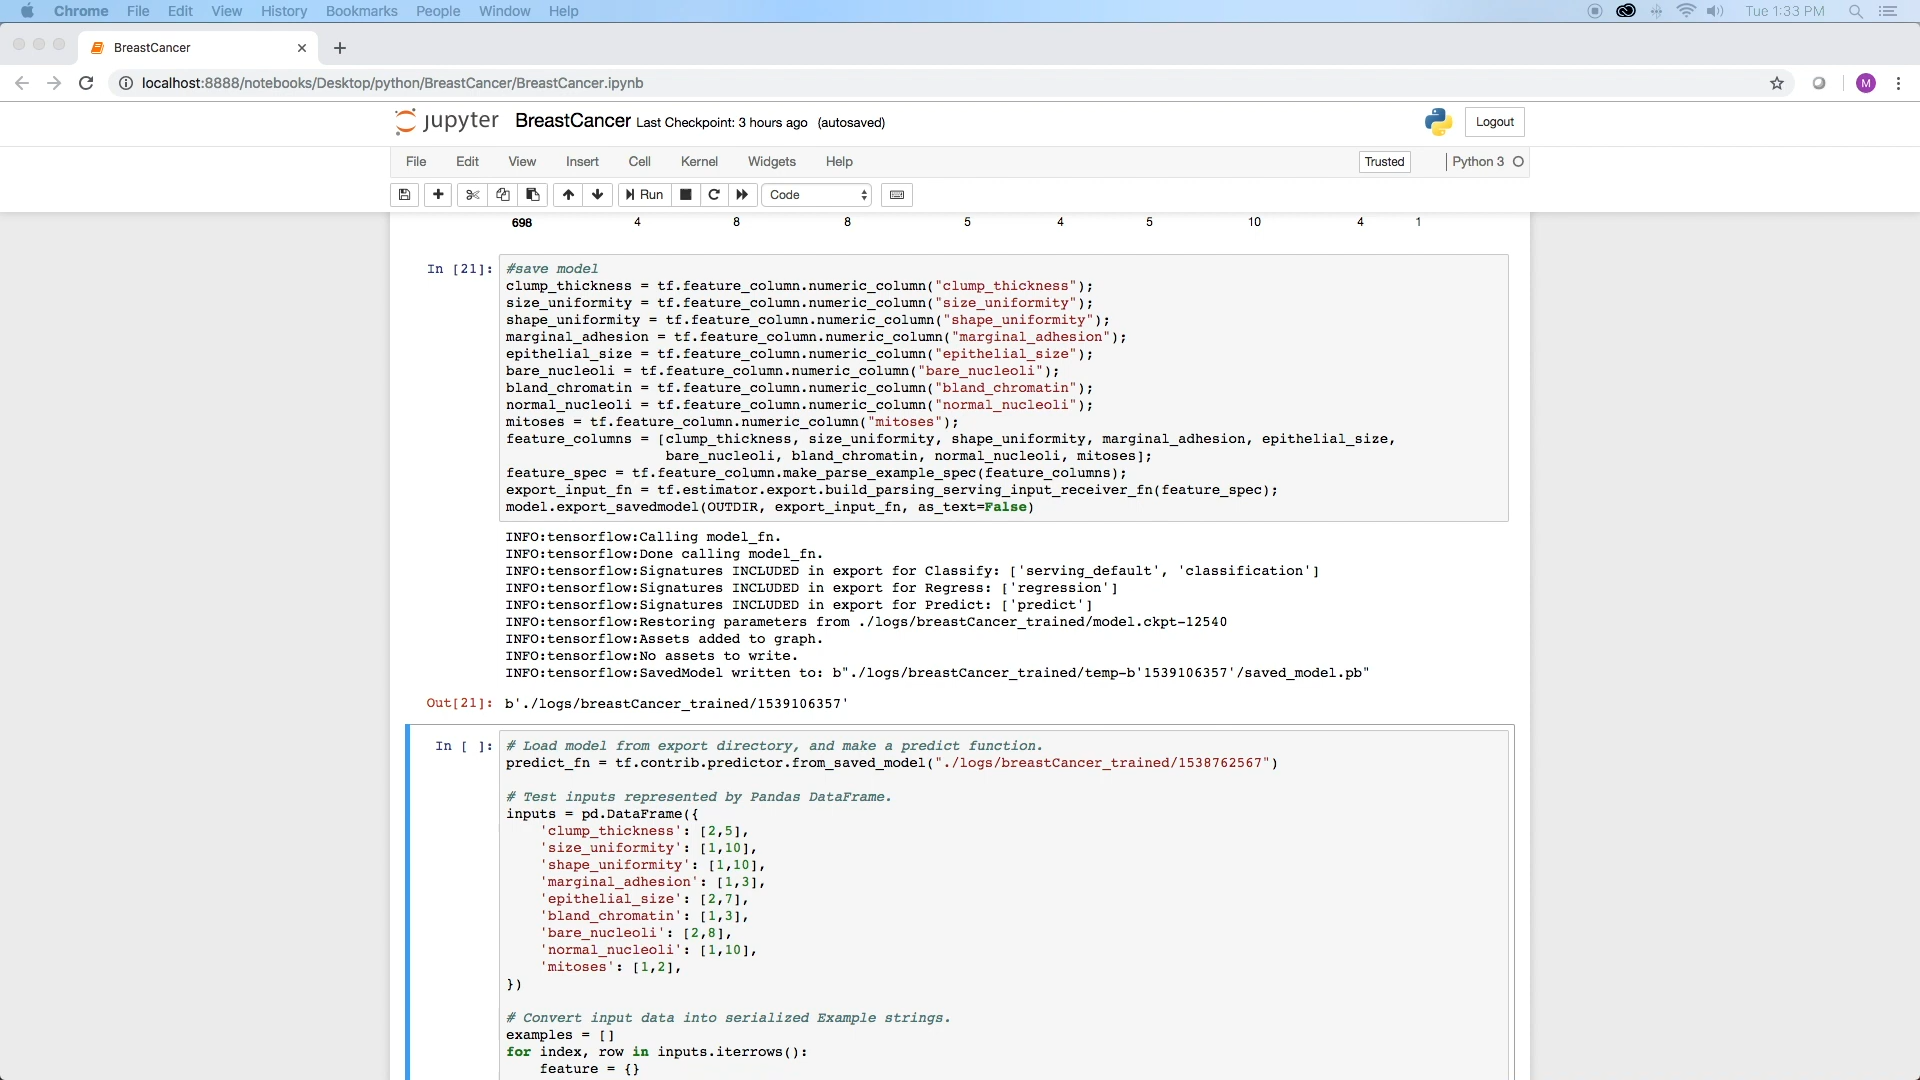 Chrome File Edit View History Bookmarks People Window Help Tue 1:33 PM
BreastCancer
localhost:8888/notebooks/Desktop/python/BreastCancer/BreastCancer.ipynb M
jupyter BreastCancer Last Checkpoint: 3 hours ago (autosaved) Logout
File Edit View Insert Cell Kernel Widgets Help Trusted Python 3
Run Code
698 4 8 8 5 4 5 10 4 1
In [21]: #save model
clump_thickness = tf.feature_column.numeric_column("clump_thickness");
size_uniformity = tf.feature_column.numeric_column("size_uniformity");
shape_uniformity = tf.feature_column.numeric_column("shape_uniformity");
marginal_adhesion = tf.feature_column.numeric_column("marginal_adhesion");
epithelial_size = tf.feature_column.numeric_column("epithelial_size");
bare_nucleoli = tf.feature_column.numeric_column("bare_nucleoli");
bland_chromatin = tf.feature_column.numeric_column("bland_chromatin");
normal_nucleoli = tf.feature_column.numeric_column("normal_nucleoli");
mitoses = tf.feature_column.numeric_column("mitoses");
feature_columns = [clump_thickness, size_uniformity, shape_uniformity, marginal_adhesion, epithelial_size,
bare_nucleoli, bland_chromatin, normal_nucleoli, mitoses];
feature_spec = tf.feature_column.make_parse_example_spec(feature_columns);
export_input_fn = tf.estimator.export.build_parsing_serving_input_receiver_fn(feature_spec);
model.export_savedmodel(OUTDIR, export_input_fn, as_text=False)
INFO:tensorflow:Calling model_fn.
INFO:tensorflow:Done calling model_fn.
INFO:tensorflow:Signatures INCLUDED in export for Classify: ['serving_default', 'classification']
INFO:tensorflow:Signatures INCLUDED in export for Regress: ['regression']
INFO:tensorflow:Signatures INCLUDED in export for Predict: ['predict']
INFO:tensorflow:Restoring parameters from ./logs/breastCancer_trained/model.ckpt-12540
INFO:tensorflow:Assets added to graph.
INFO:tensorflow:No assets to write.
INFO:tensorflow:SavedModel written to: b"./logs/breastCancer_trained/temp-b'1539106357'/saved_model.pb"
Out[21]: b'./logs/breastCancer_trained/1539106357'
In [ ]: # Load model from export directory, and make a predict function.
predict_fn = tf.contrib.predictor.from_saved_model("./logs/breastCancer_trained/1538762567")
# Test inputs represented by Pandas DataFrame.
inputs = pd.DataFrame({
'clump_thickness': [2,5],
'size_uniformity': [1,10],
'shape_uniformity': [1,10],
'marginal_adhesion': [1,3],
'epithelial_size': [2,7],
'bland_chromatin': [1,3],
'bare_nucleoli': [2,8],
'normal_nucleoli': [1,10],
'mitoses': [1,2],
})
# Convert input data into serialized Example strings.
examples = []
for index, row in inputs.iterrows():
feature = {}